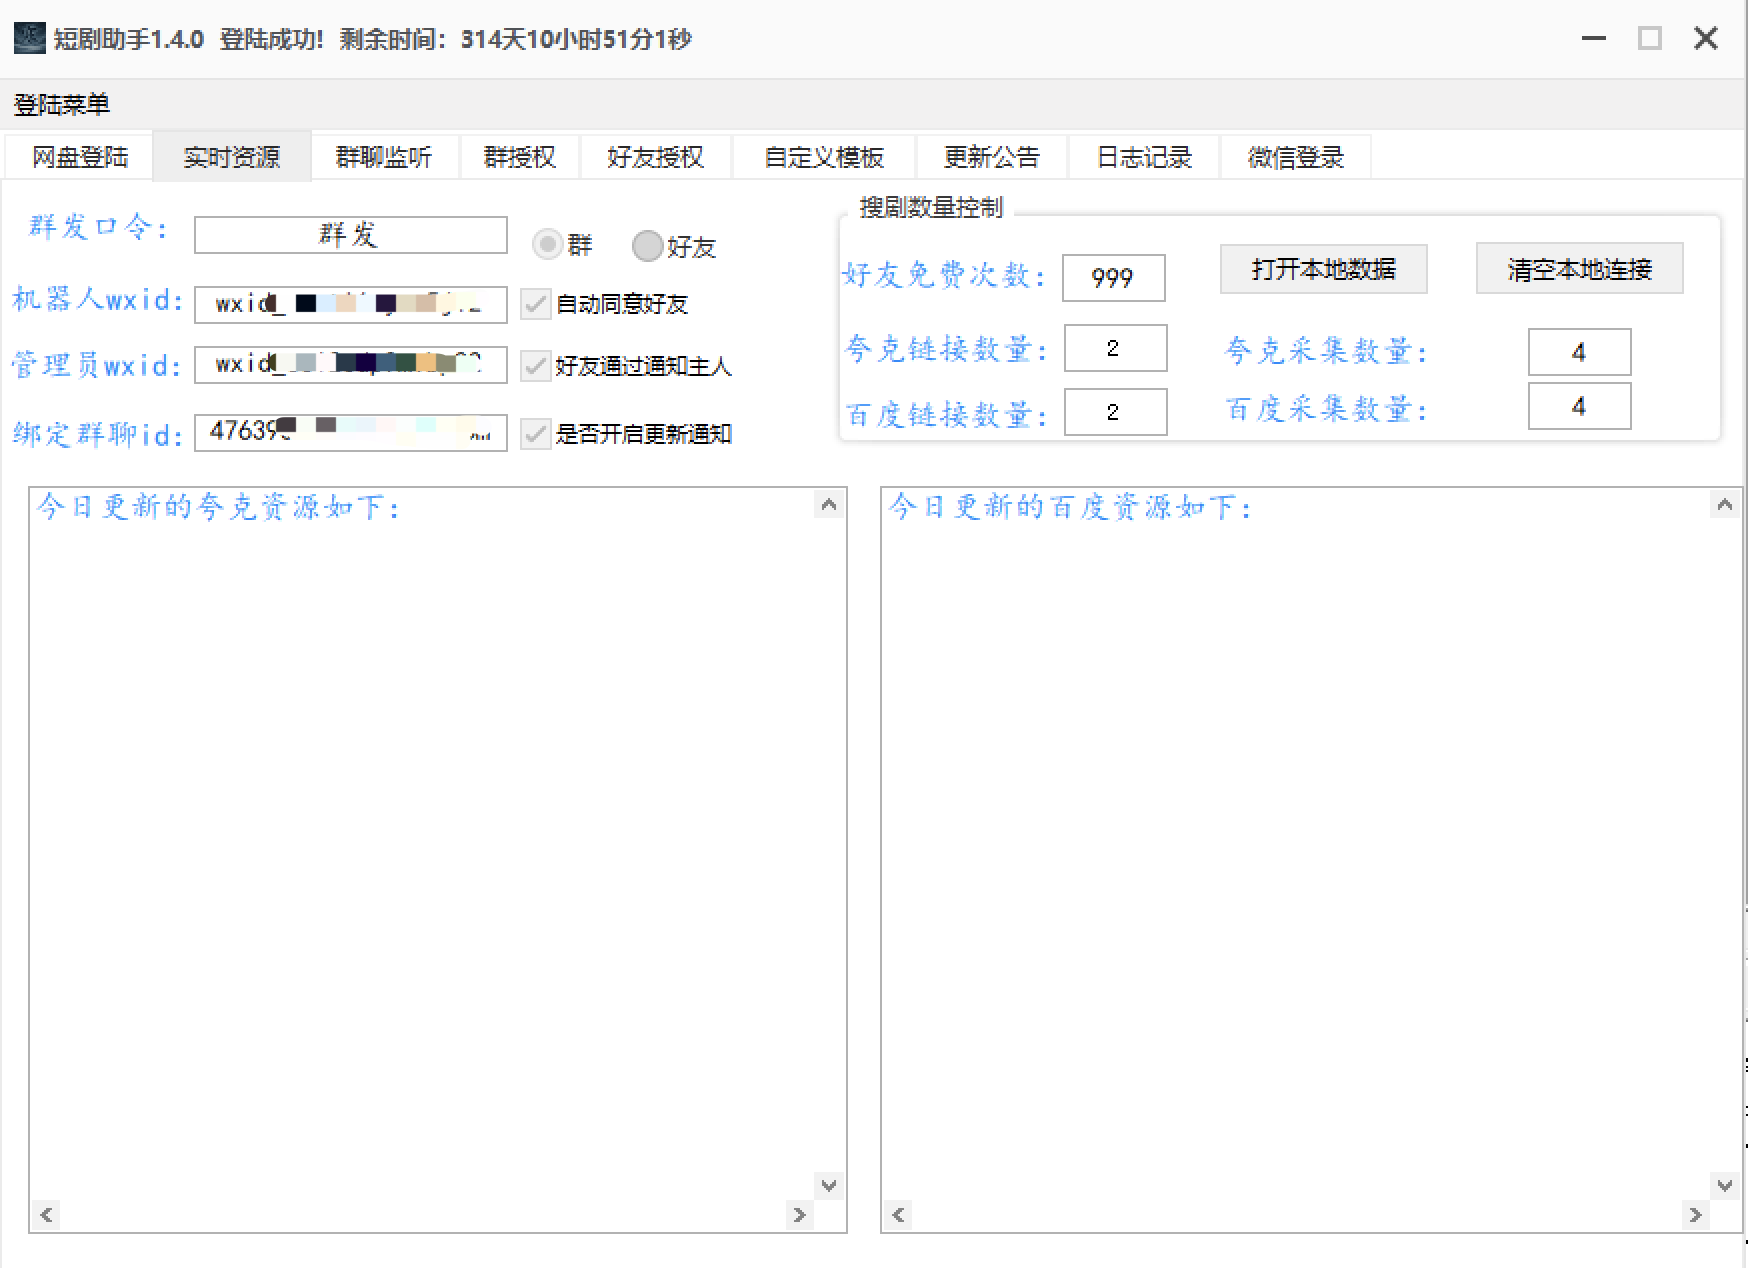 短剧助手1.4.0 登陆成功! 剩余时间：314天10小时51分1秒
登陆菜单
网盘登陆 实时资源 群聊监听 群授权 好友授权 自定义模板 更新公告 日志记录 微信登录
群发口令： 群发 群 好友
机器人wxid： wxid_ 自动同意好友
管理员wxid： wxid_ 好友通过通知主人
绑定群聊id： 47639 是否开启更新通知
搜剧数量控制
好友免费次数： 999 打开本地数据 清空本地连接
夸克链接数量： 2 夸克采集数量： 4
百度链接数量： 2 百度采集数量： 4
今日更新的夸克资源如下：
今日更新的百度资源如下：